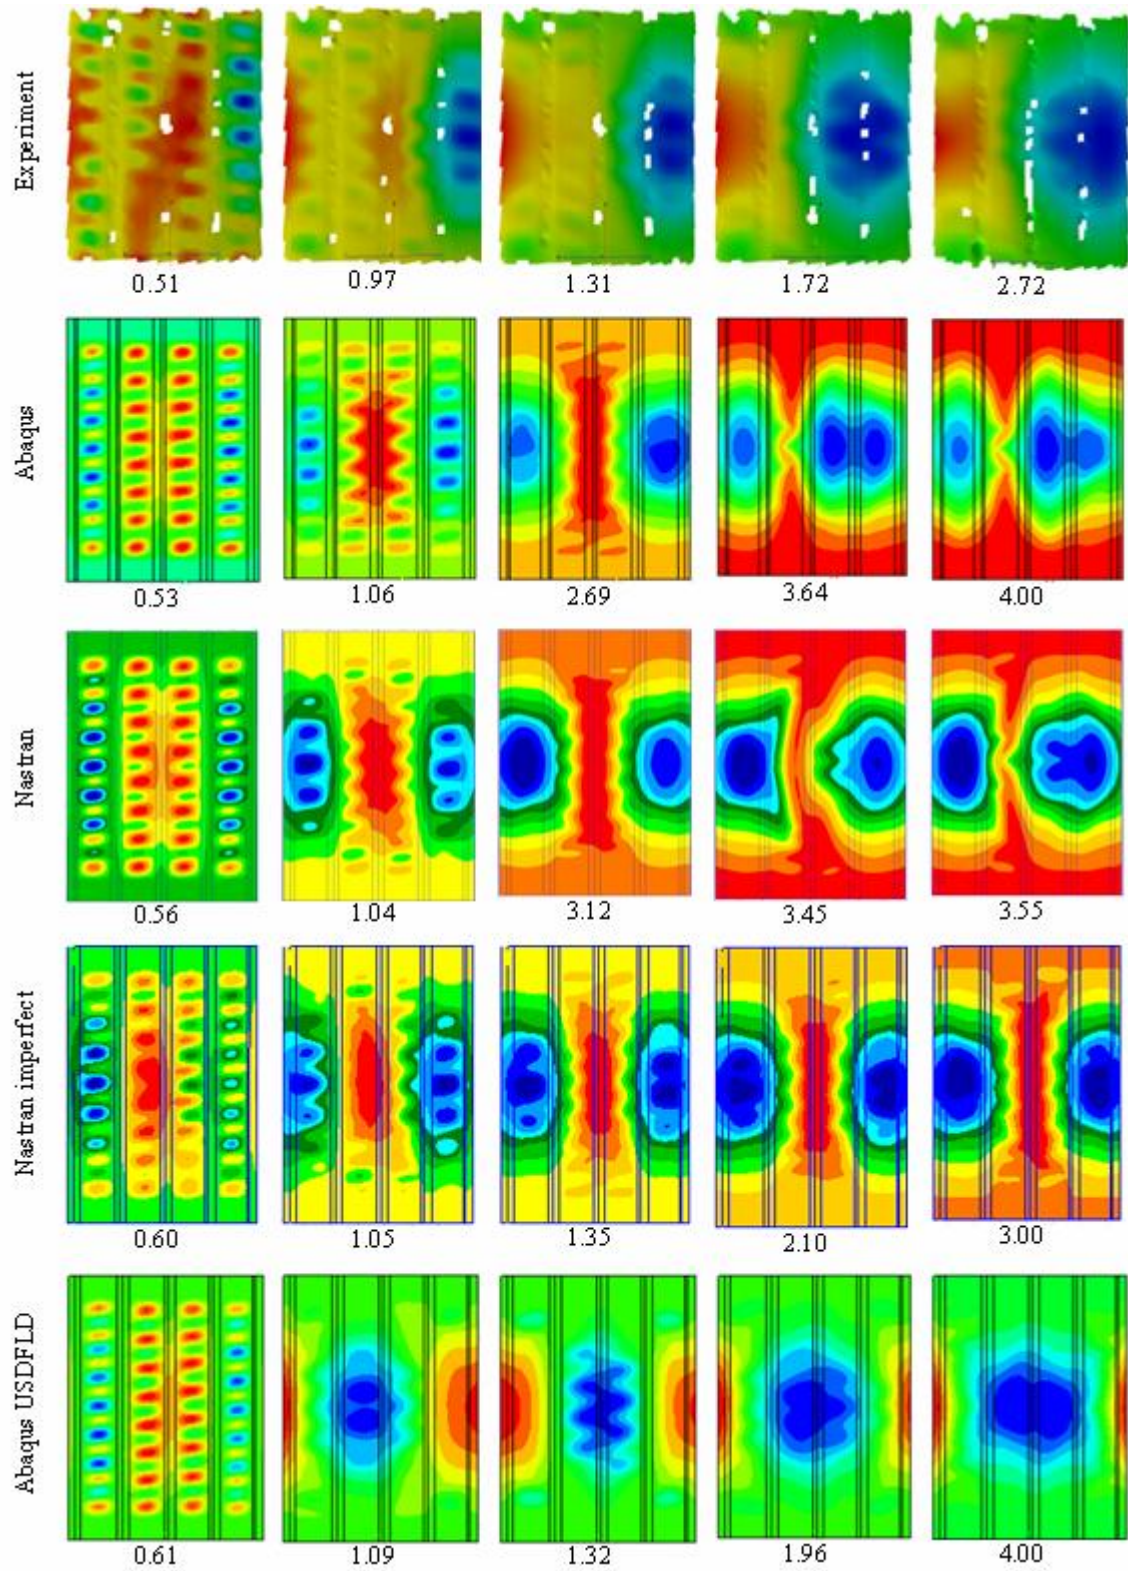 Experiment
0.51 0.97 1.31 1.72 2.72
Abaqus
0.53 1.06 2.69 3.64 4.00
Nastran
0.56 1.04 3.12 3.45 3.55
Nastran imperfect
0.60 1.05 1.35 2.10 3.00
Abaqus USDFLD
0.61 1.09 1.32 1.96 4.00